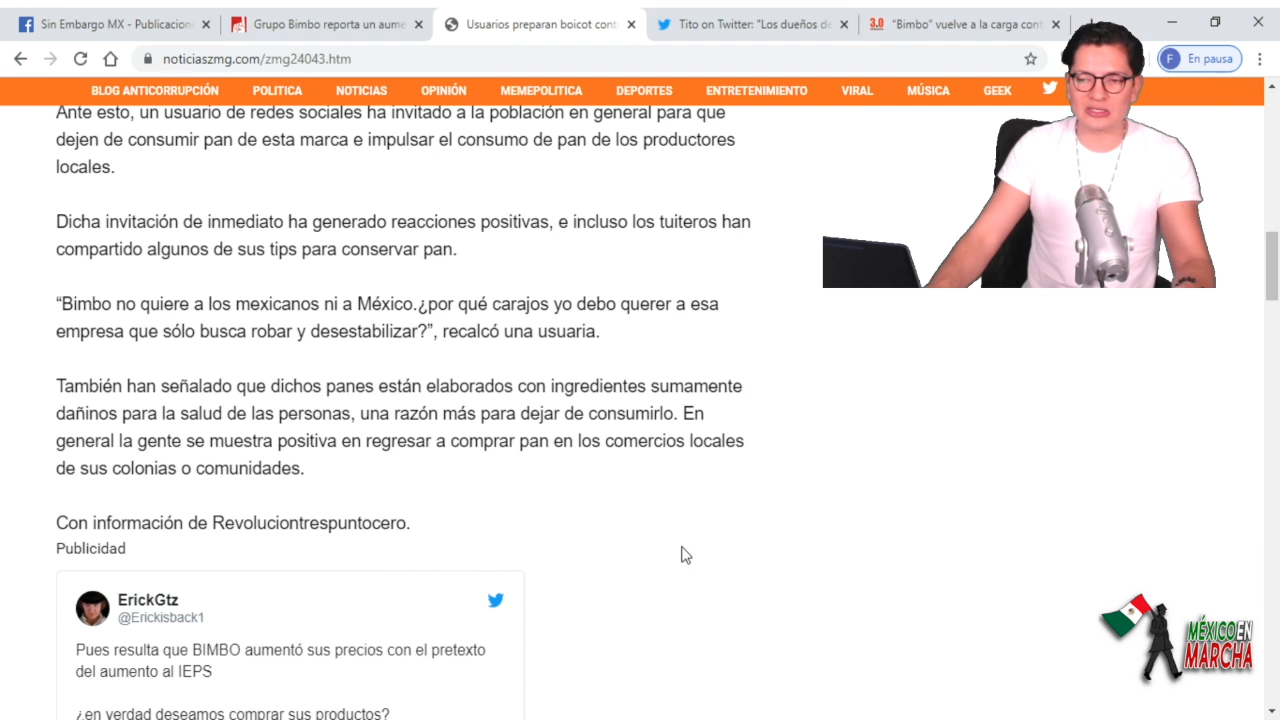 Sin Embargo MX - Publicacione
Grupo Bimbo reporta un aume
Usuarios preparan boicot cont
Tito on Twitter: "Los dueños de
3.0 "Bimbo" vuelve a la carga cont
noticiaszmg.com/zmg24043.htm
F En pausa
BLOG ANTICORRUPCIÓN POLITICA NOTICIAS OPINIÓN MEMEPOLITICA DEPORTES ENTRETENIMIENTO VIRAL MÚSICA GEEK
Ante esto, un usuario de redes sociales ha invitado a la población en general para que
dejen de consumir pan de esta marca e impulsar el consumo de pan de los productores
locales.
Dicha invitación de inmediato ha generado reacciones positivas, e incluso los tuiteros han
compartido algunos de sus tips para conservar pan.
“Bimbo no quiere a los mexicanos ni a México.¿por qué carajos yo debo querer a esa
empresa que sólo busca robar y desestabilizar?”, recalcó una usuaria.
También han señalado que dichos panes están elaborados con ingredientes sumamente
dañinos para la salud de las personas, una razón más para dejar de consumirlo. En
general la gente se muestra positiva en regresar a comprar pan en los comercios locales
de sus colonias o comunidades.
Con información de Revoluciontrespuntocero.
Publicidad
ErickGtz
@Erickisback1
Pues resulta que BIMBO aumentó sus precios con el pretexto
del aumento al IEPS
¿en verdad deseamos comprar sus productos?
MÉXICO EN
MARCHA